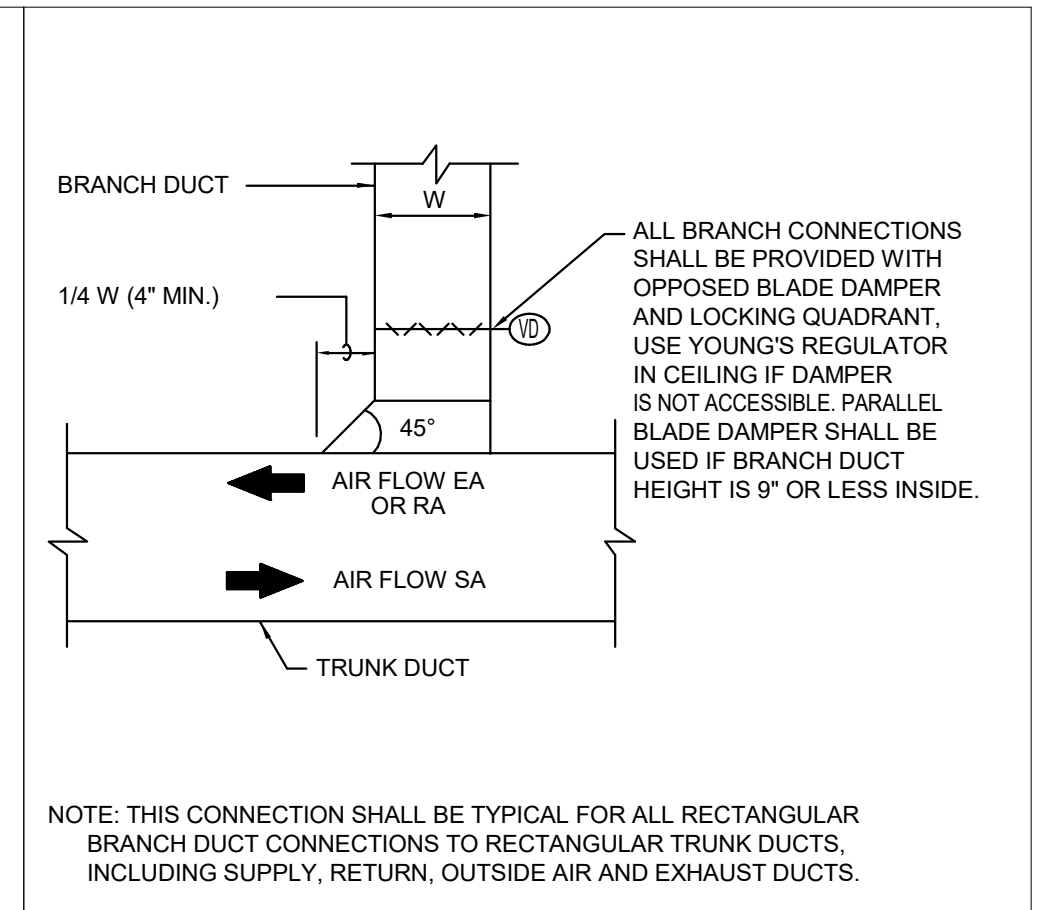 BRANCH DUCT
W
1/4 W (4" MIN.)
VD
ALL BRANCH CONNECTIONS
SHALL BE PROVIDED WITH
OPPOSED BLADE DAMPER
AND LOCKING QUADRANT,
USE YOUNG'S REGULATOR
IN CEILING IF DAMPER
IS NOT ACCESSIBLE. PARALLEL
BLADE DAMPER SHALL BE
USED IF BRANCH DUCT
HEIGHT IS 9" OR LESS INSIDE.
45°
AIR FLOW EA
OR RA
AIR FLOW SA
TRUNK DUCT
NOTE: THIS CONNECTION SHALL BE TYPICAL FOR ALL RECTANGULAR
BRANCH DUCT CONNECTIONS TO RECTANGULAR TRUNK DUCTS,
INCLUDING SUPPLY, RETURN, OUTSIDE AIR AND EXHAUST DUCTS.